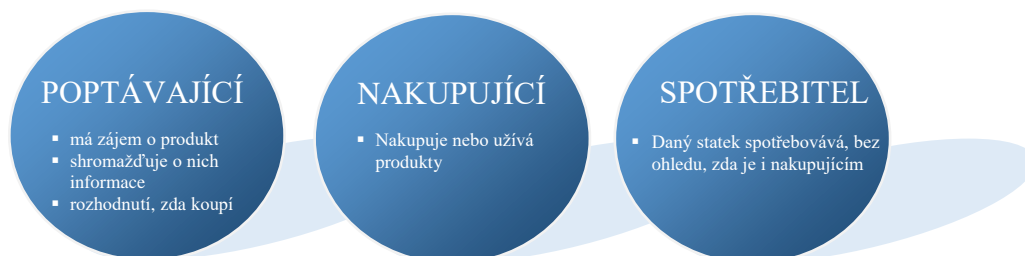 POPTÁVAJÍCÍ
▪ má zájem o produkt
▪ shromažďuje o nich
informace
▪ rozhodnutí, zda koupí
NAKUPUJÍCÍ
▪ Nakupuje nebo užívá
produkty
SPOTŘEBITEL
▪ Daný statek spotřebovává, bez
ohledu, zda je i nakupujícím